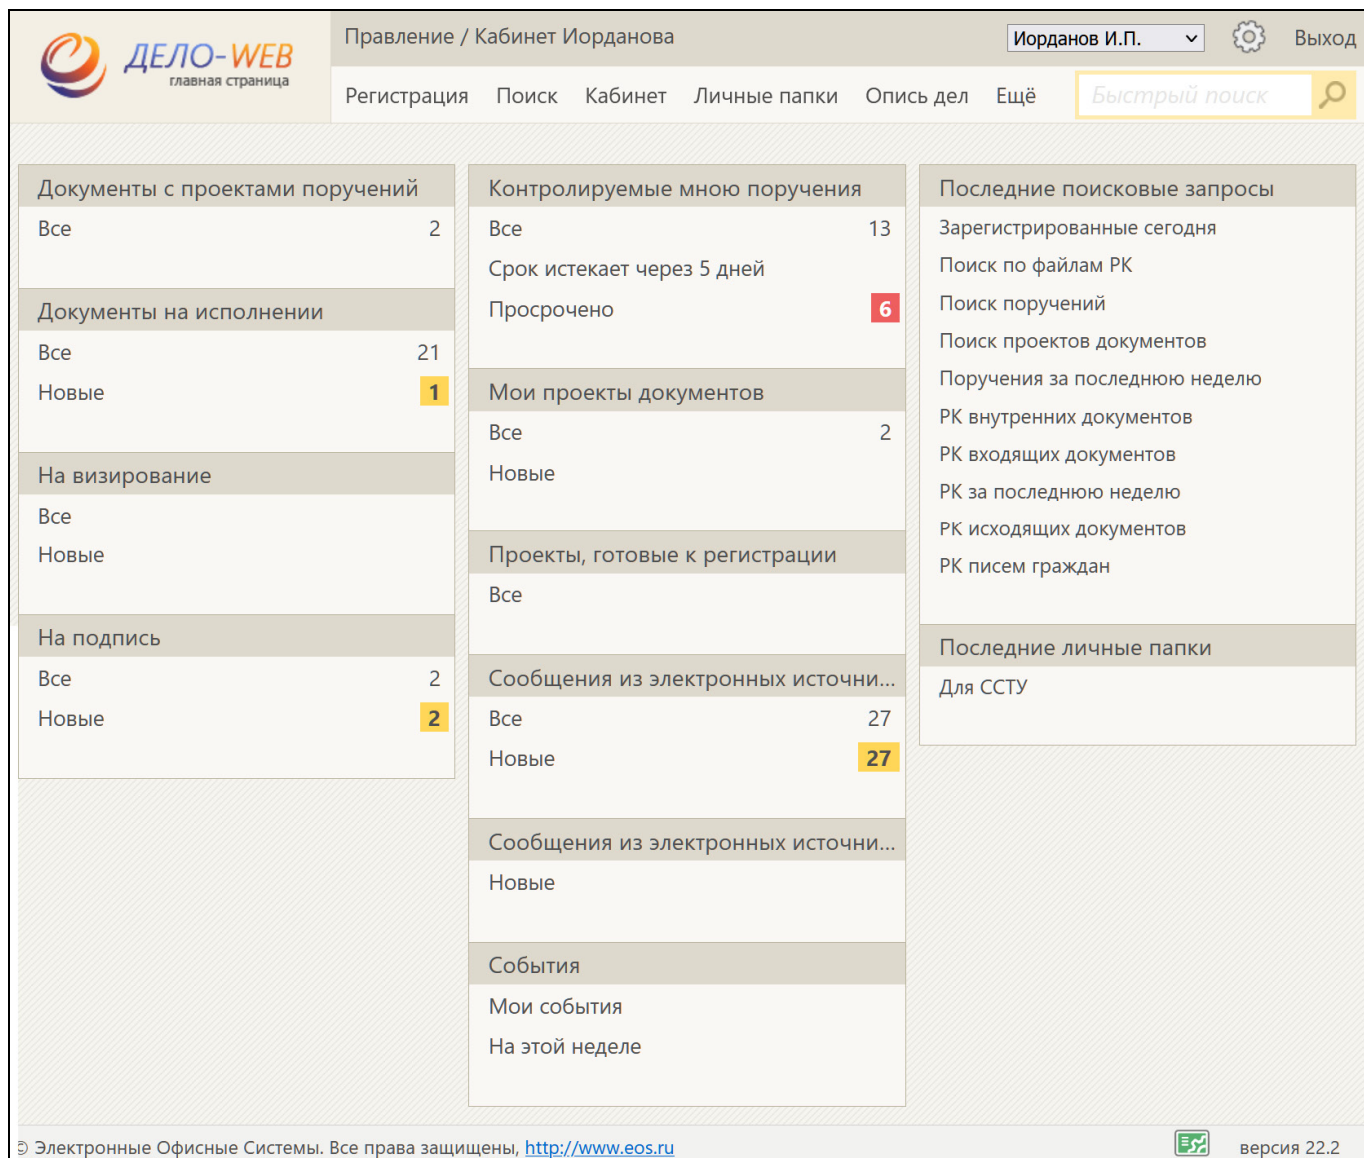 ДЕЛО-WEB
главная страница
Правление / Кабинет Иорданова
Иорданов И.П.
Выход
Регистрация Поиск Кабинет Личные папки Опись дел Ещё
Быстрый поиск
Документы с проектами поручений
Все 2
Документы на исполнении
Все 21
Новые 1
На визирование
Все
Новые
На подпись
Все 2
Новые 2
Контролируемые мною поручения
Все 13
Срок истекает через 5 дней
Просрочено 6
Мои проекты документов
Все 2
Новые
Проекты, готовые к регистрации
Все
Сообщения из электронных источни...
Все 27
Новые 27
Сообщения из электронных источни...
Новые
События
Мои события
На этой неделе
Последние поисковые запросы
Зарегистрированные сегодня
Поиск по файлам РК
Поиск поручений
Поиск проектов документов
Поручения за последнюю неделю
РК внутренних документов
РК входящих документов
РК за последнюю неделю
РК исходящих документов
РК писем граждан
Последние личные папки
Для ССТУ
© Электронные Офисные Системы. Все права защищены, http://www.eos.ru
версия 22.2